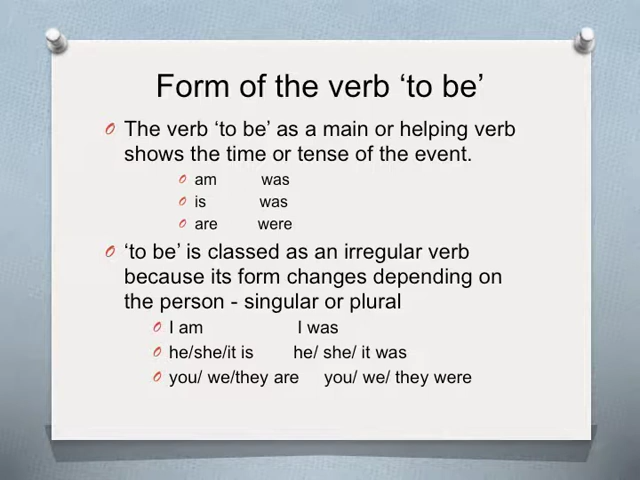 Form of the verb ‘to be’
The verb ‘to be’ as a main or helping verb
shows the time or tense of the event.
am was
is was
are were
‘to be’ is classed as an irregular verb
because its form changes depending on
the person - singular or plural
I am I was
he/she/it is he/ she/ it was
you/ we/they are you/ we/ they were